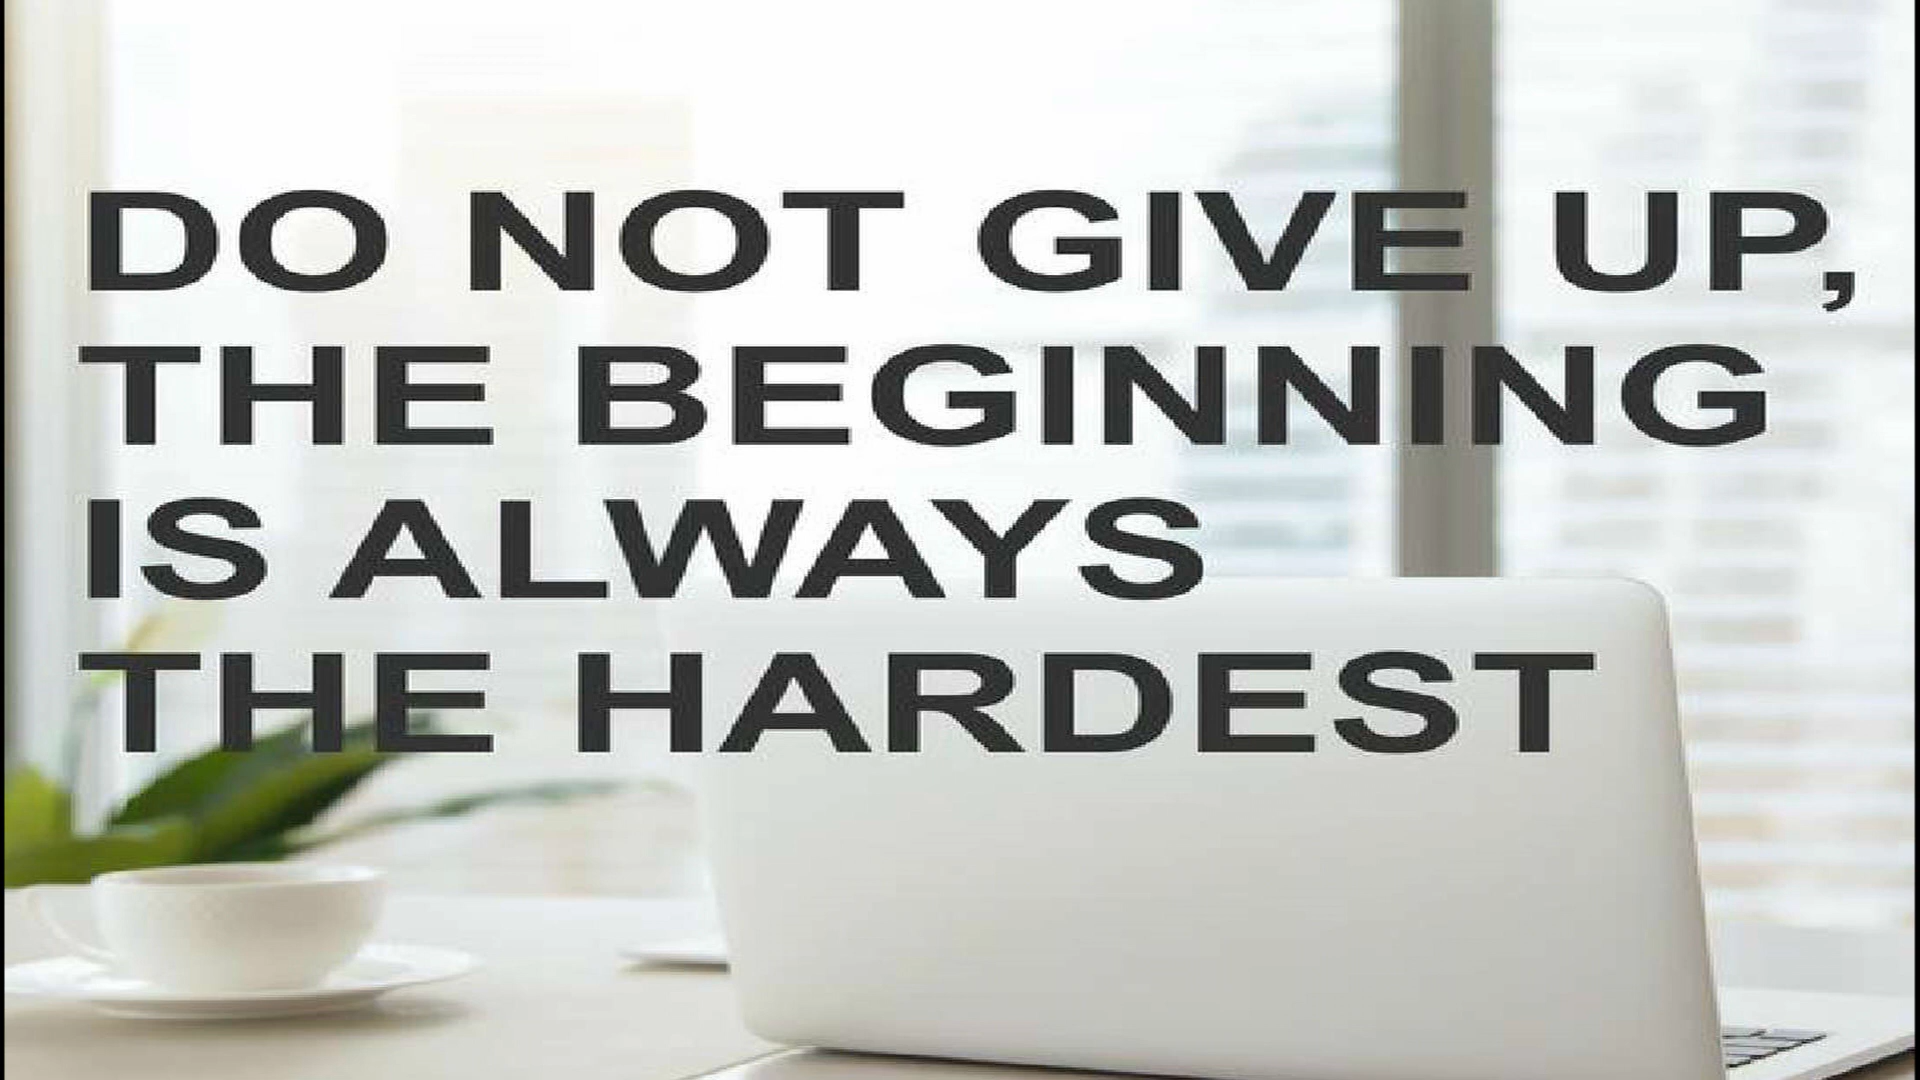 DO NOT GIVE UP,
THE BEGINNING
IS ALWAYS
THE HARDEST